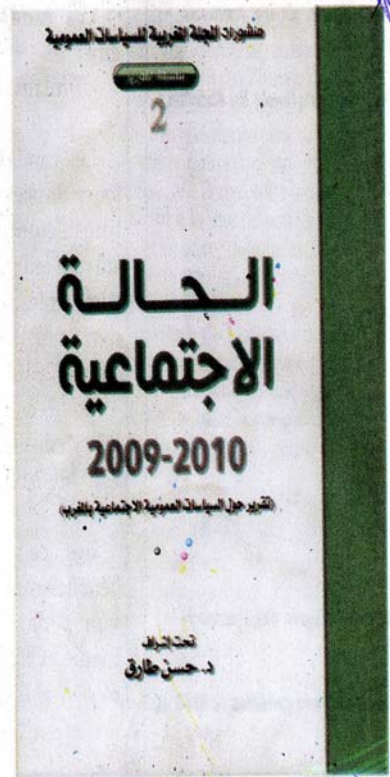 منشورات المجلة المغربية للسياسات العمومية
2
الحالة
الاجتماعية
2009-2010
(تقرير حول السياسات العمومية الاجتماعية بالمغرب)
تحت إشراف
د. حسن طارق